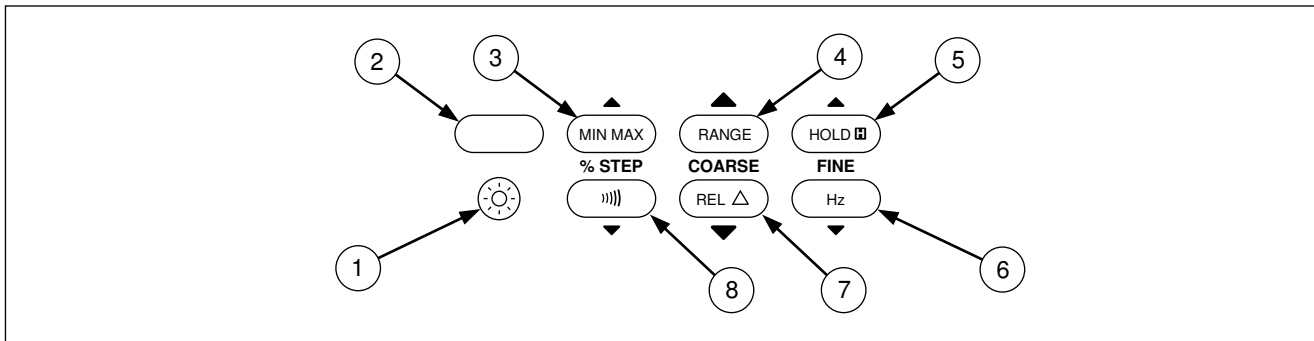 2 3 4 5
MIN MAX RANGE HOLD H
% STEP COARSE FINE
REL △ Hz
1 8 7 6